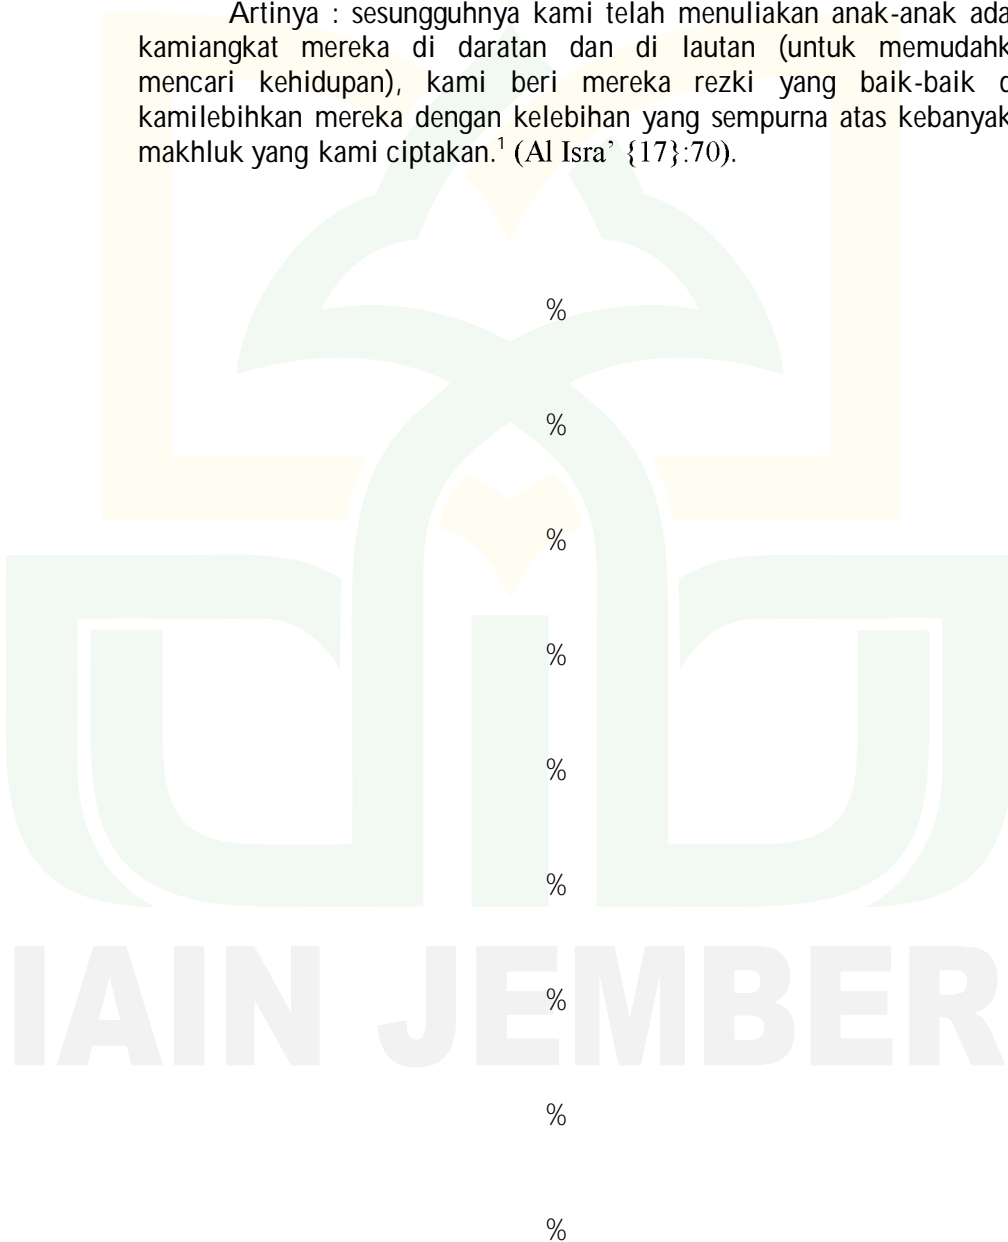 Artinya : sesungguhnya kami telah menuliakan anak-anak ada
kamiangkat mereka di daratan dan di lautan (untuk memudahk
mencari kehidupan), kami beri mereka rezki yang baik-baik d
kamilebihkan mereka dengan kelebihan yang sempurna atas kebanyak
makhluk yang kami ciptakan.¹ (Al Isra’ {17}:70).
%
%
%
%
%
%
IAIN JEMBER
%
%
%